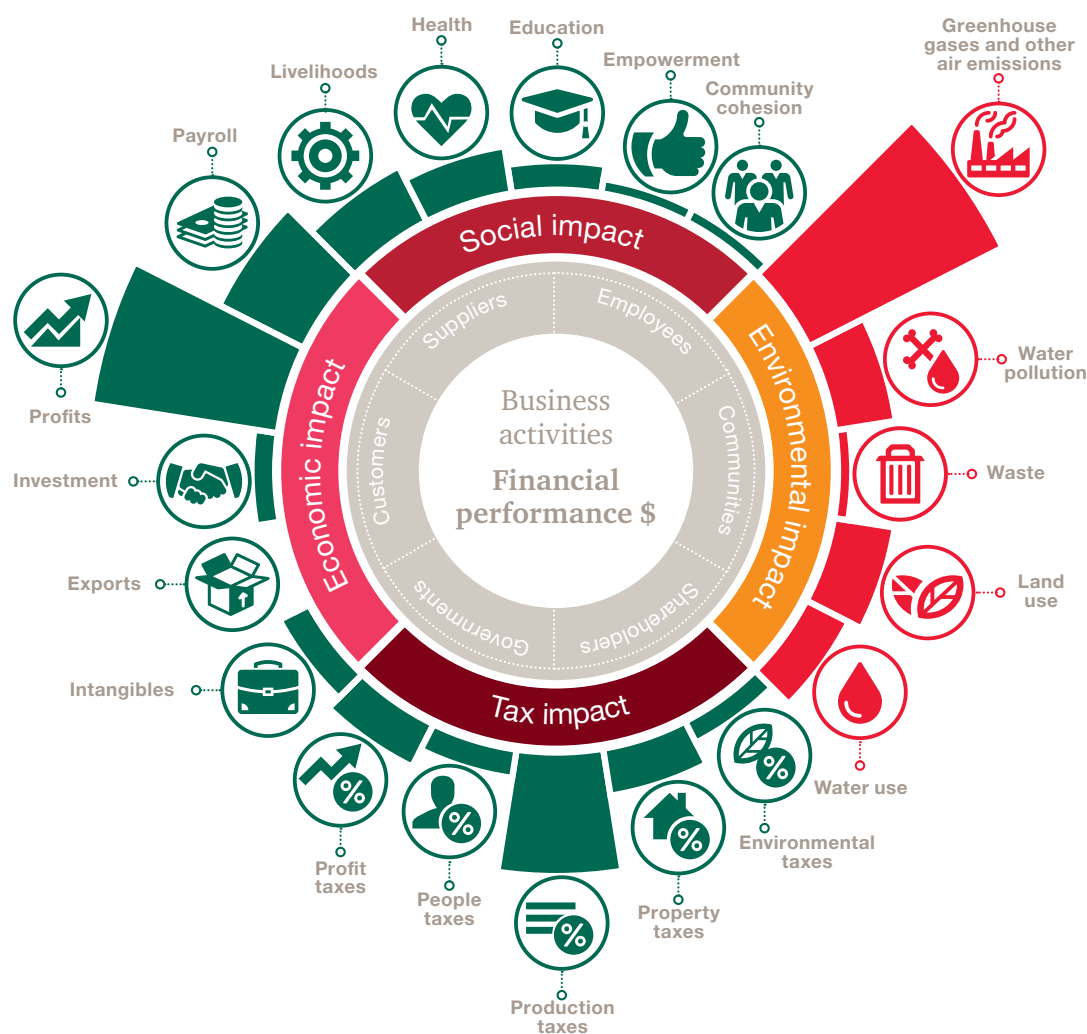 Health
Education
Greenhouse
gases and other
air emissions
Livelihoods
Empowerment
Community
cohesion
Payroll
Profits
Investment
Exports
Intangibles
Water
pollution
Waste
Land
use
Water use
Environmental
taxes
Property
taxes
Production
taxes
People
taxes
Profit
taxes
%
%
%
%
%
Social impact
Environmental impact
Tax impact
Economic impact
Suppliers
Employees
Communities
Shareholders
Governments
Customers
Business
activities
Financial
performance $